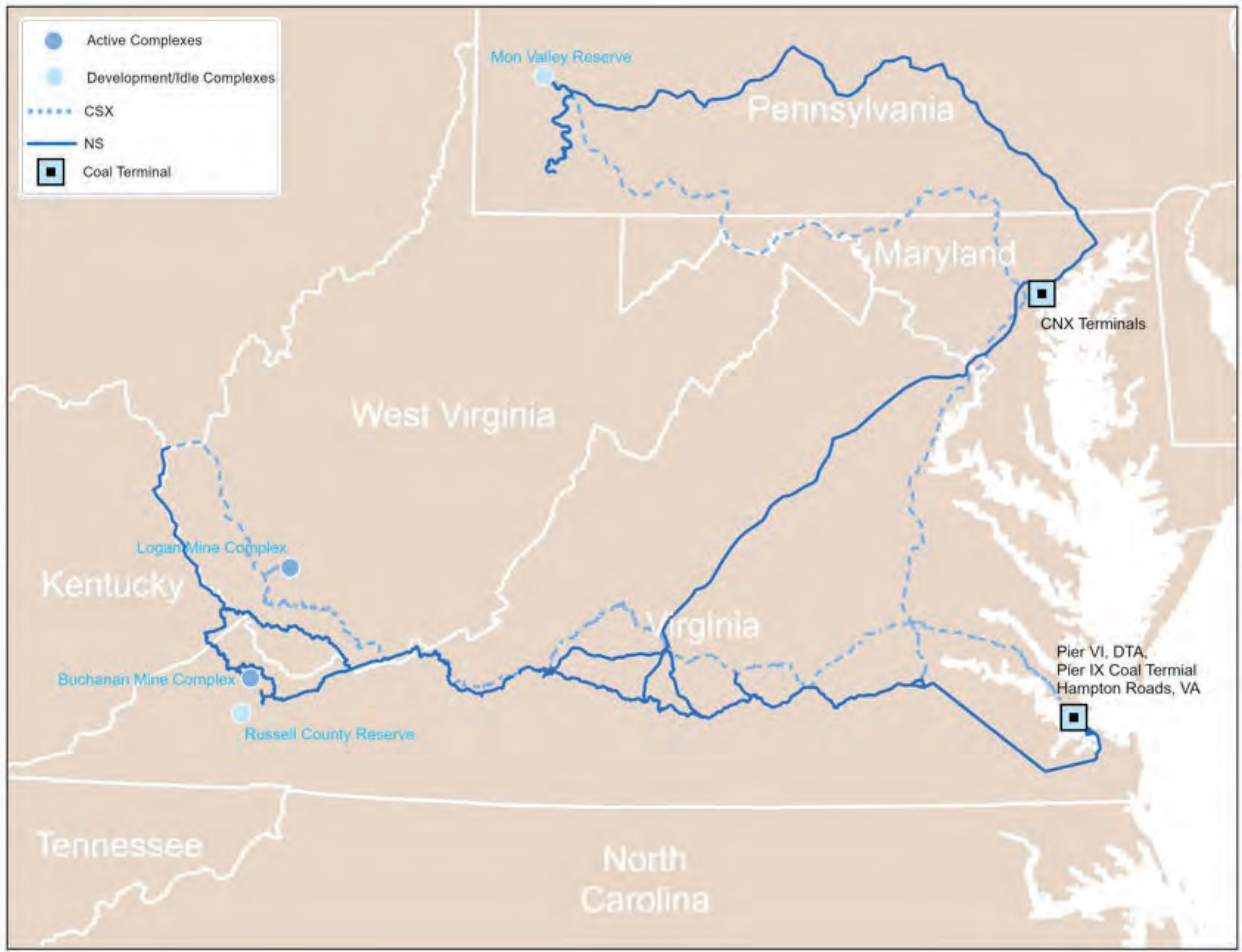 Active Complexes
Development/Idle Complexes
CSX
NS
Coal Terminal
Mon Valley Reserve
Pennsylvania
Maryland
CNX Terminals
West Virginia
Logan Mine Complex
Kentucky
Virginia
Buchanan Mine Complex
Russell County Reserve
Pier VI, DTA,
Pier IX Coal Termial
Hampton Roads, VA
Tennessee
North
Carolina